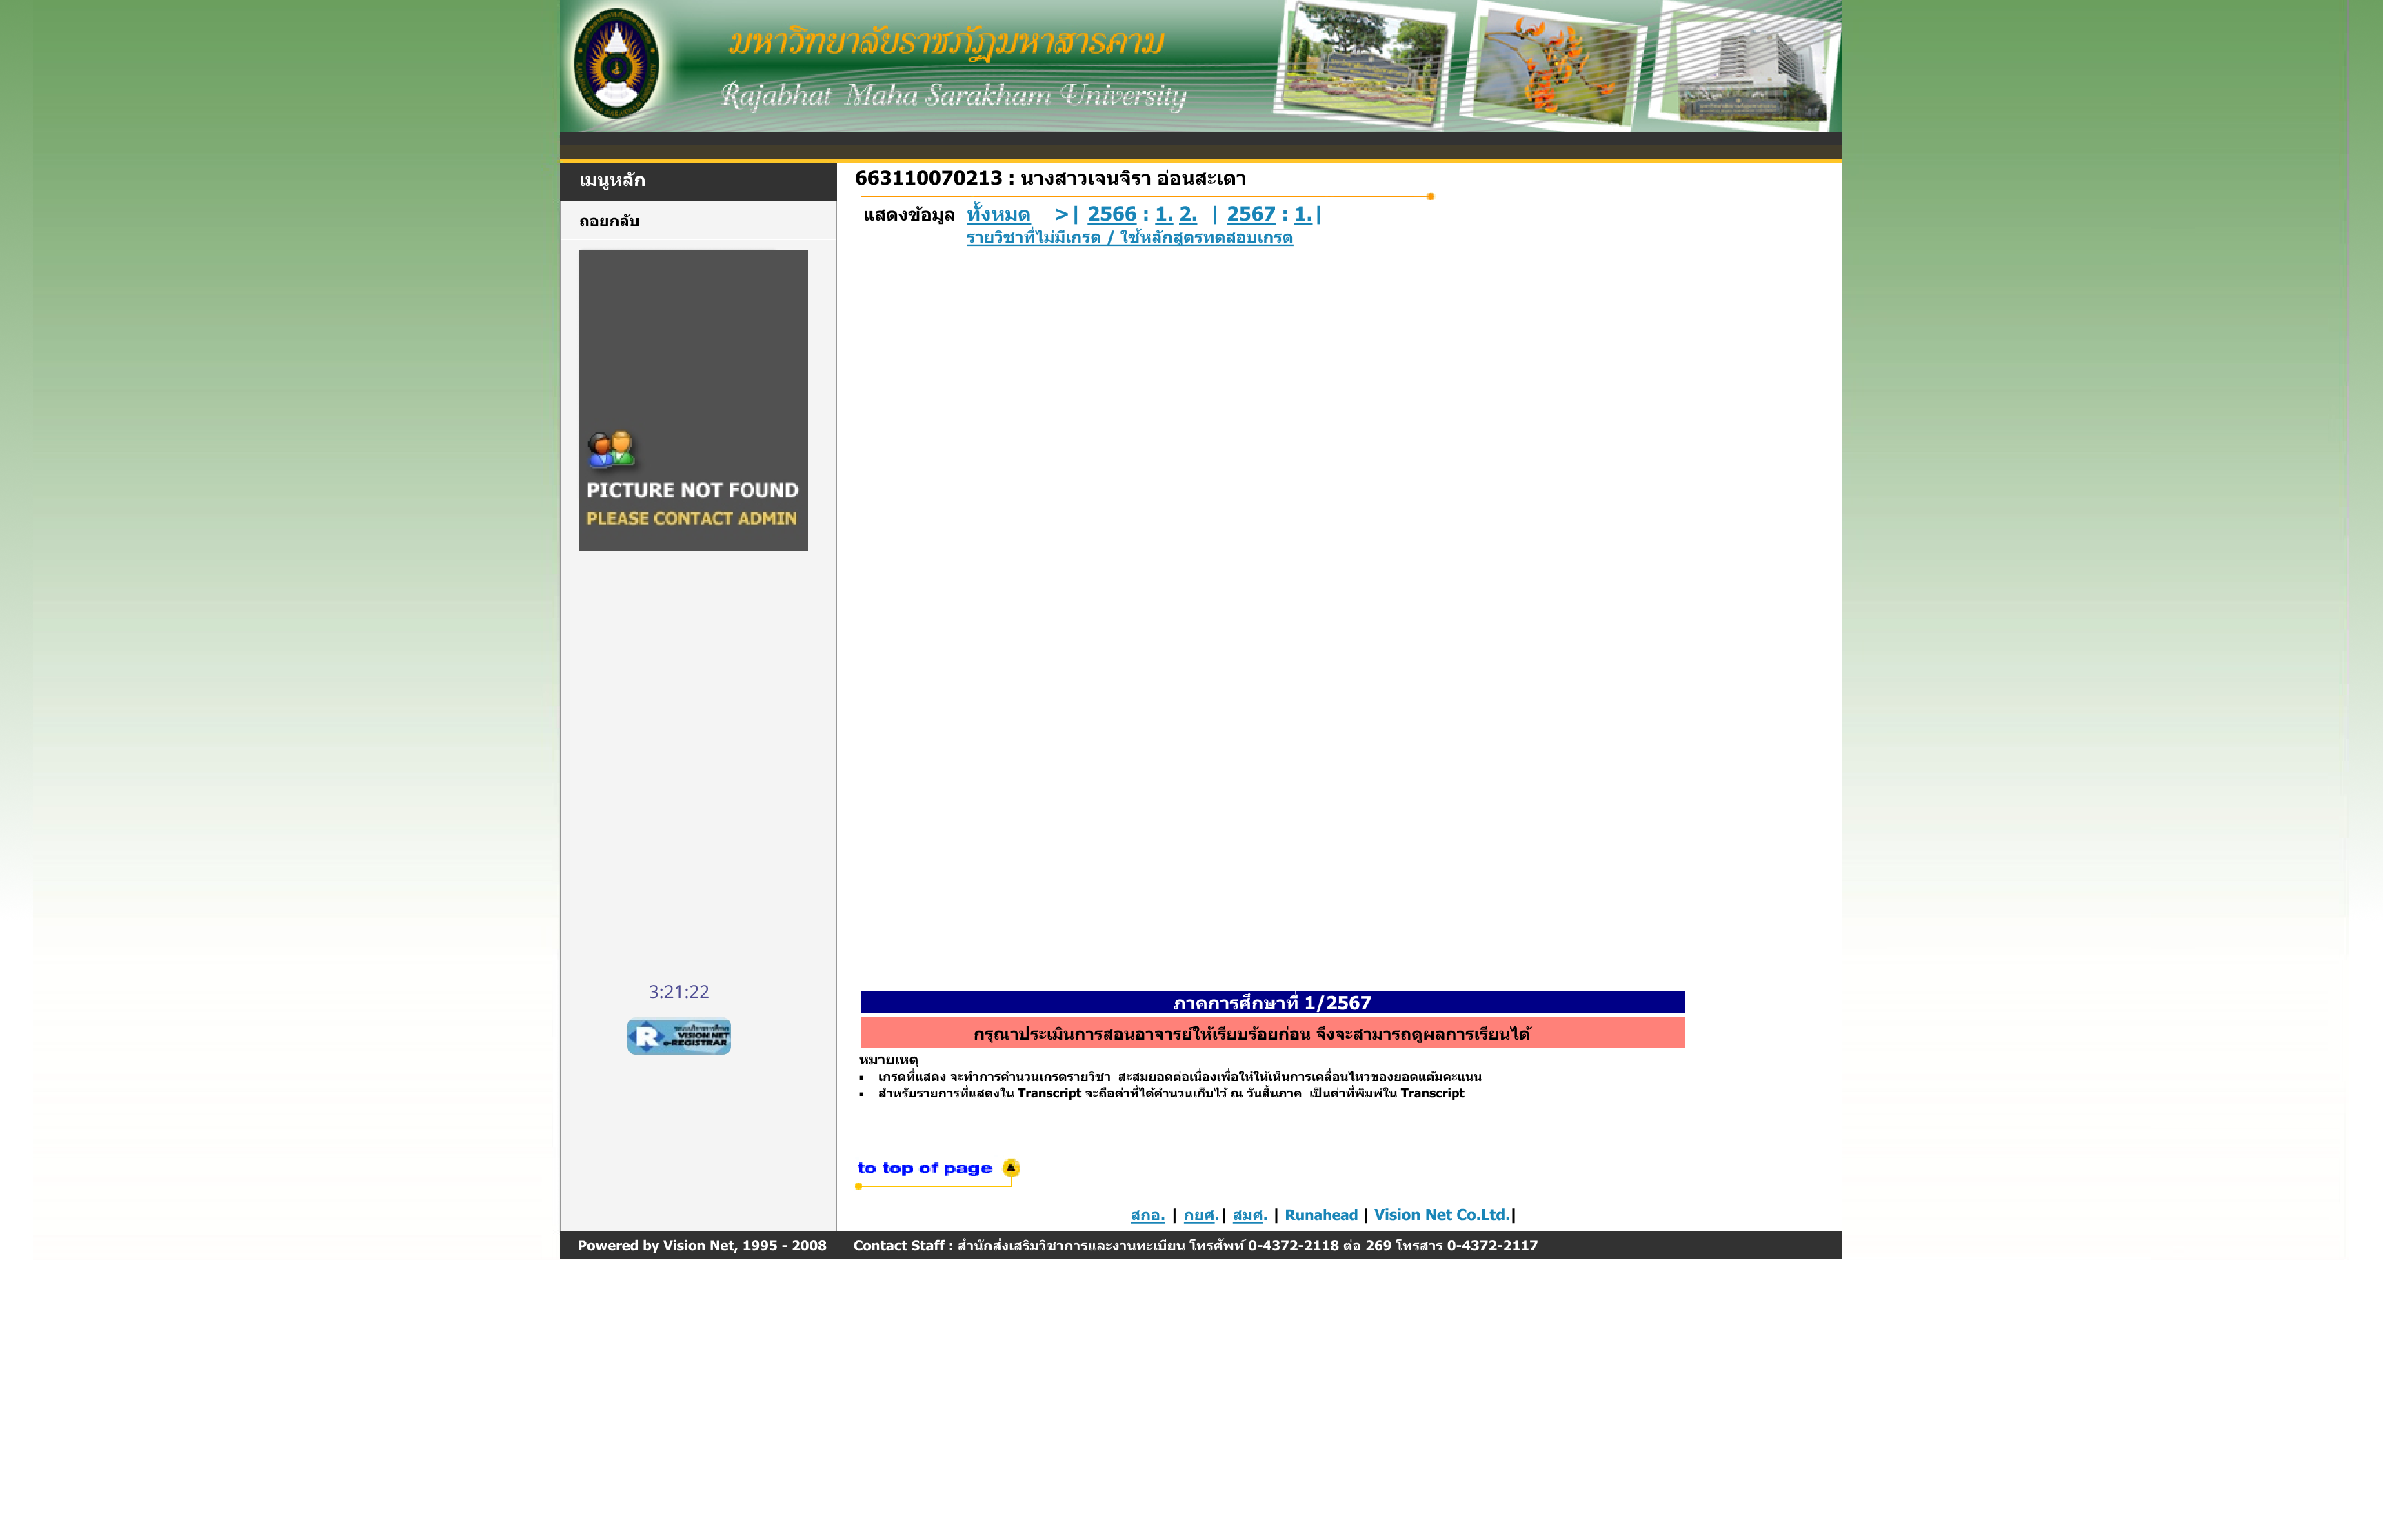 มหาวิทยาลัยราชภัฏมหาสารคาม
Rajabhat Maha Sarakham University
เมนูหลัก
ถอยกลับ
PICTURE NOT FOUND
PLEASE CONTACT ADMIN
3:21:22
R VISION NET
e-REGISTRAR
663110070213 : นางสาวเจนจิรา อ่อนสะเดา
แสดงข้อมูล ทั้งหมด >| 2566 : 1. 2. | 2567 : 1.|
รายวิชาที่ไม่มีเกรด / ใช้หลักสูตรทดสอบเกรด
ภาคการศึกษาที่ 1/2567
กรุณาประเมินการสอนอาจารย์ให้เรียบร้อยก่อน จึงจะสามารถดูผลการเรียนได้
หมายเหตุ
▪ เกรดที่แสดง จะทำการคำนวนเกรดรายวิชา สะสมยอดต่อเนื่องเพื่อให้ให้เห็นการเคลื่อนไหวของยอดแต้มคะแนน
▪ สำหรับรายการที่แสดงใน Transcript จะถือค่าที่ได้คำนวนเก็บไว้ ณ วันสิ้นภาค เป็นค่าที่พิมพ์ใน Transcript
to top of page
สกอ. | กยศ.| สมศ. | Runahead | Vision Net Co.Ltd.|
Powered by Vision Net, 1995 - 2008 Contact Staff : สำนักส่งเสริมวิชาการและงานทะเบียน โทรศัพท์ 0-4372-2118 ต่อ 269 โทรสาร 0-4372-2117